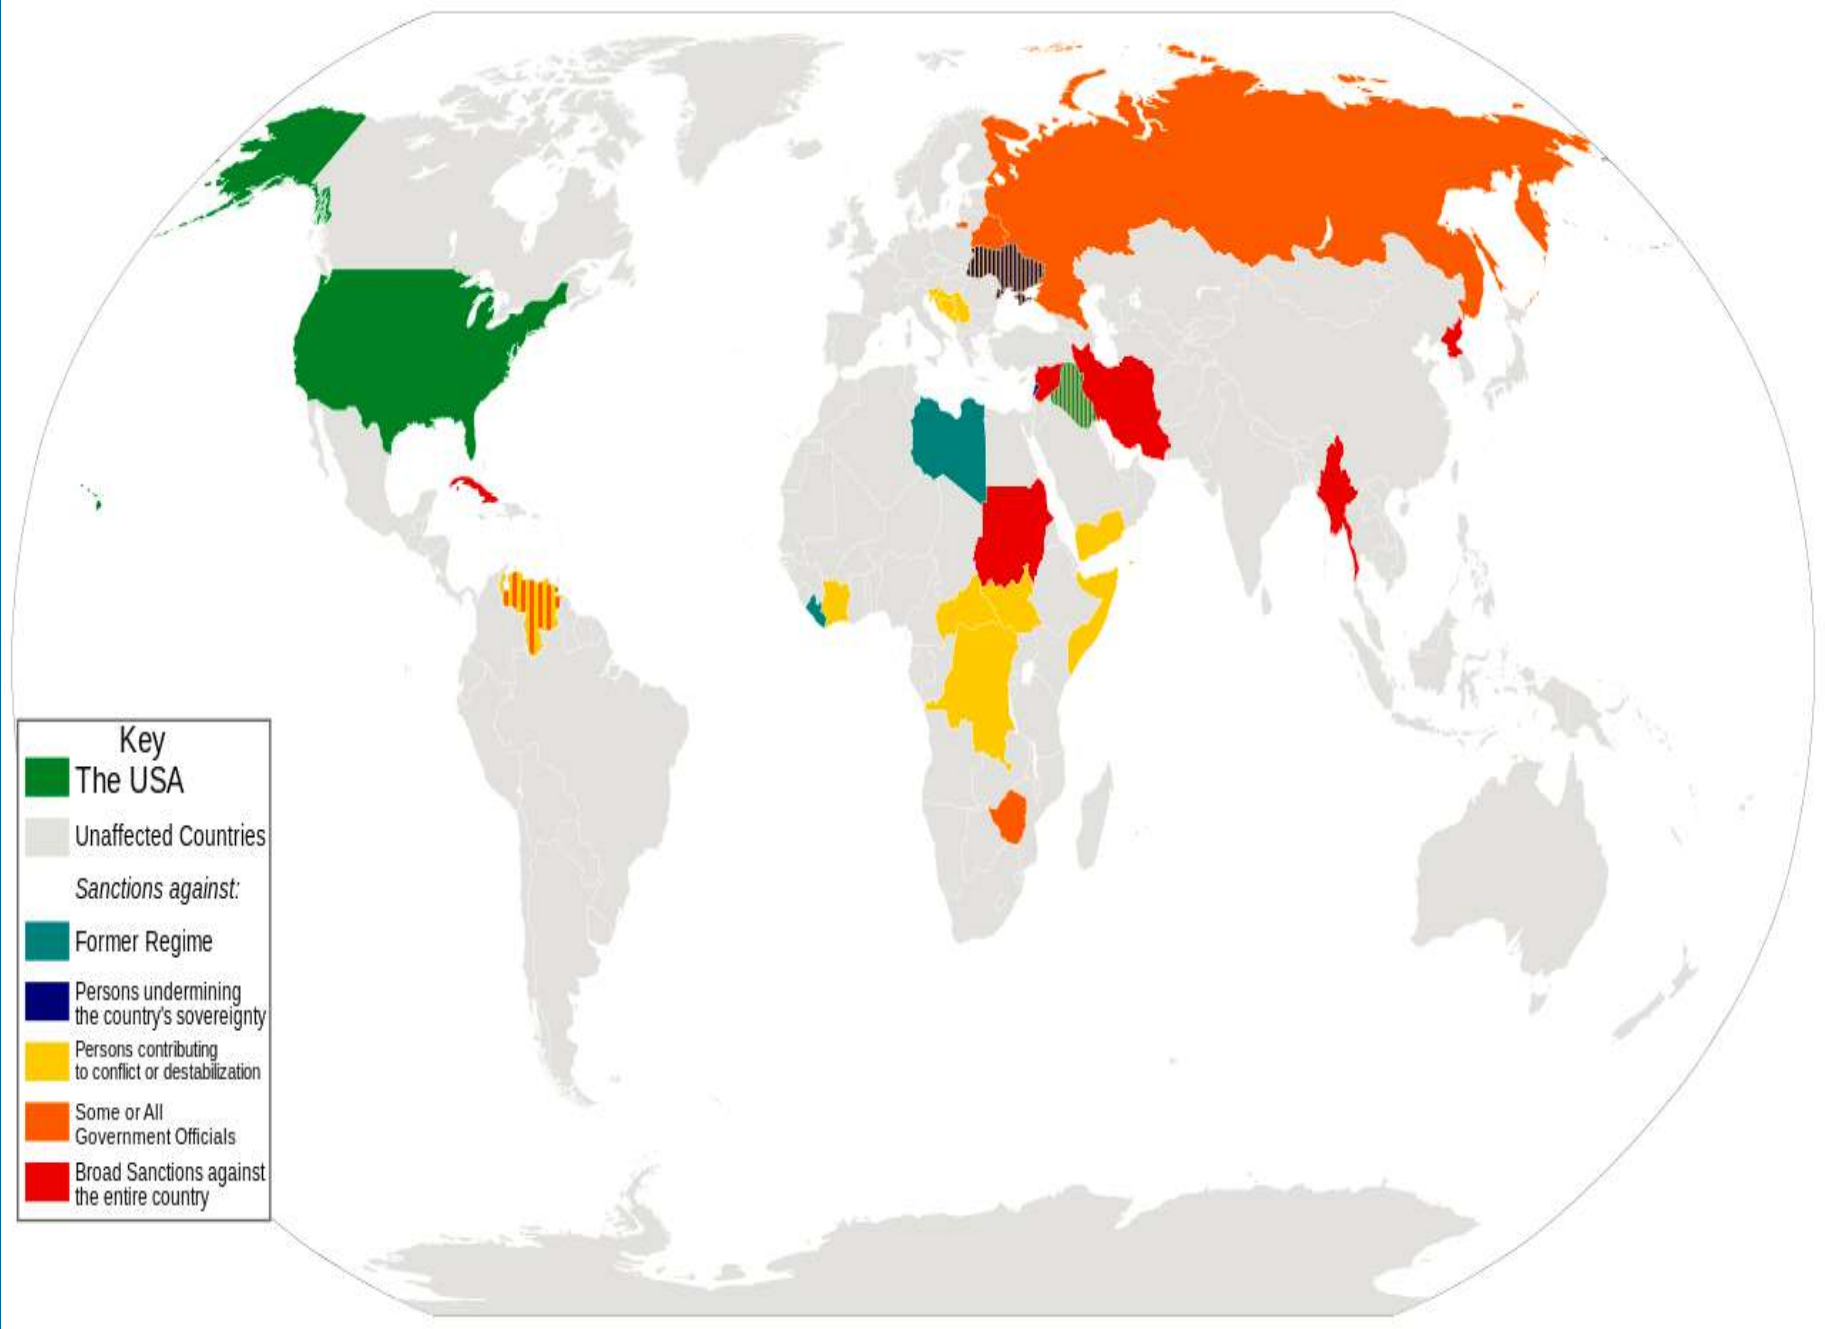 Key
The USA
Unaffected Countries
Sanctions against:
Former Regime
Persons undermining
the country's sovereignty
Persons contributing
to conflict or destabilization
Some or All
Government Officials
Broad Sanctions against
the entire country